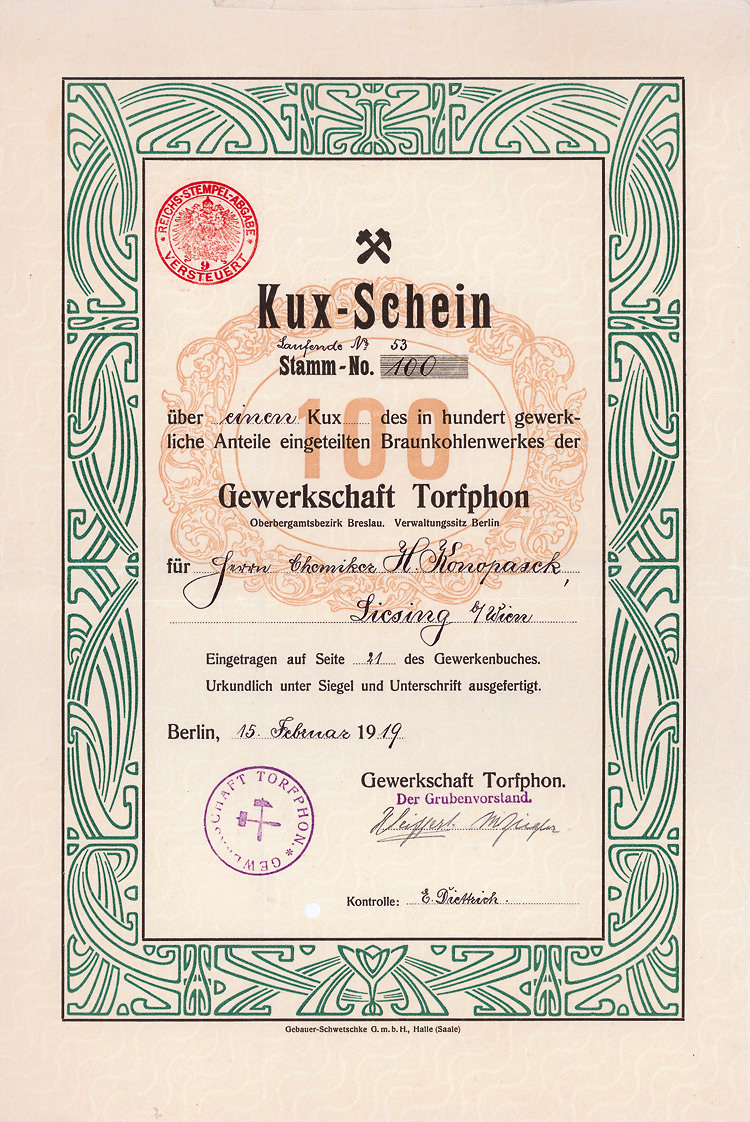 REICHS-STEMPEL-ABGABE
9
VERSTEUERT
Kux-Schein
Laufende No 53
Stamm-No. 100
100
über einen Kux des in hundert gewerk-
liche Anteile eingeteilten Braunkohlenwerkes der
Gewerkschaft Torfphon
Oberbergamtsbezirk Breslau. Verwaltungssitz Berlin
für Herrn Chemiker H. Konopasek,
Liesing b/Wien
Eingetragen auf Seite 21 des Gewerkenbuches.
Urkundlich unter Siegel und Unterschrift ausgefertigt.
Berlin, 15. Februar 1919
GEWERKSCHAFT TORFPHON
Gewerkschaft Torfphon.
Der Grubenvorstand.
Kontrolle: E. Diettrich.
Gebauer-Schwetschke G. m. b. H., Halle (Saale)